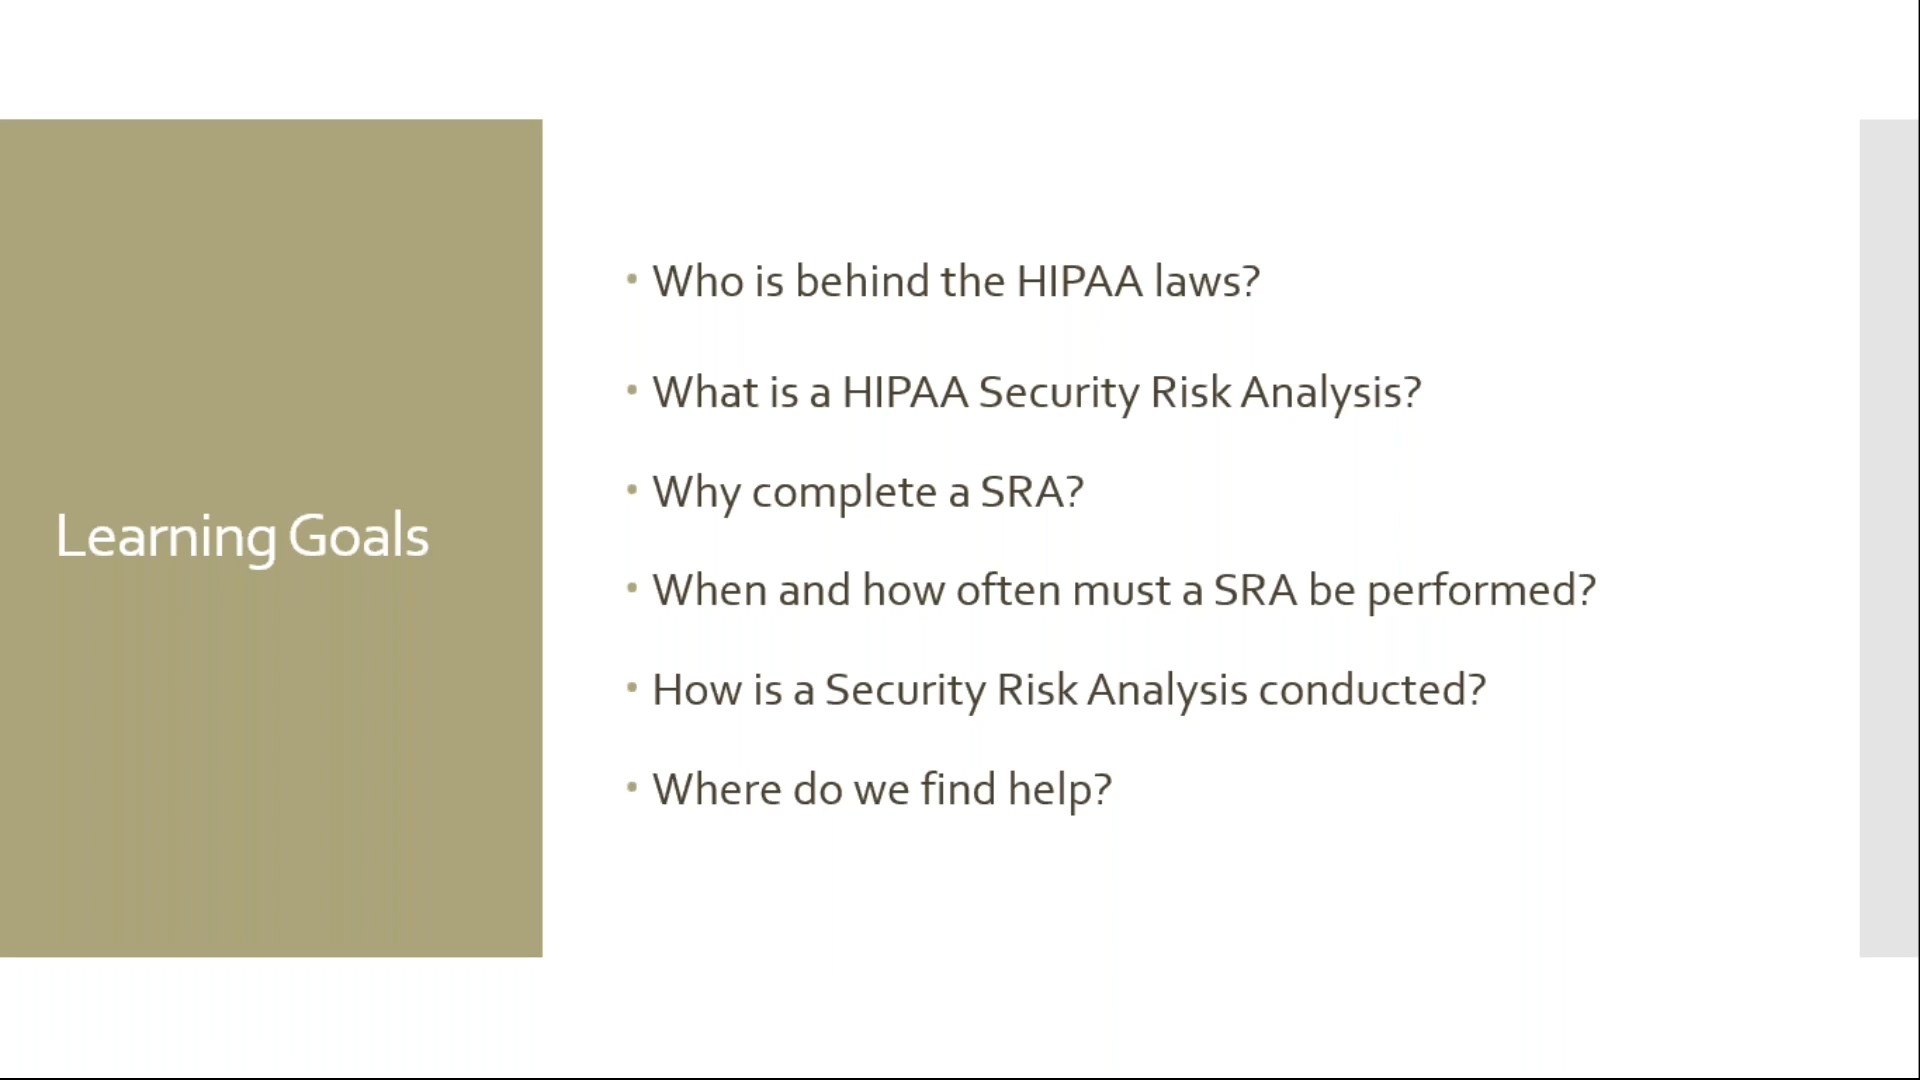 Learning Goals
• Who is behind the HIPAA laws?
• What is a HIPAA Security Risk Analysis?
• Why complete a SRA?
• When and how often must a SRA be performed?
• How is a Security Risk Analysis conducted?
• Where do we find help?